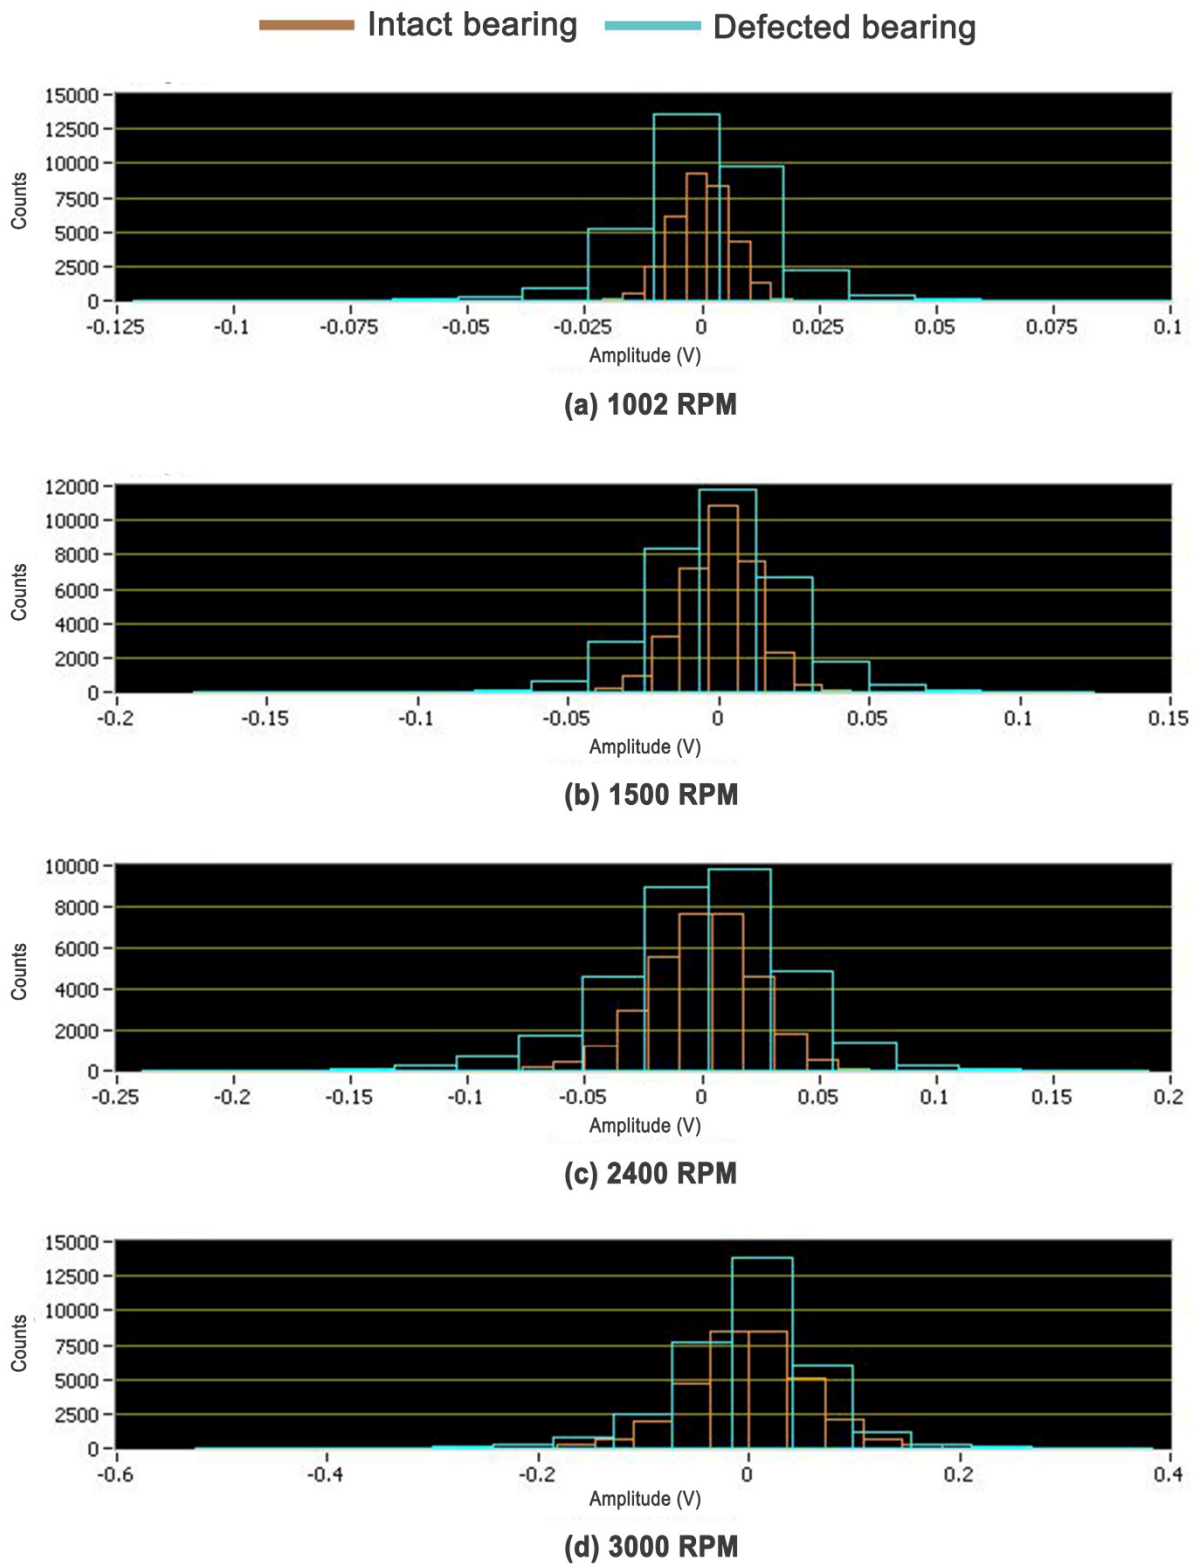 Intact bearing Defected bearing
15000
12500
10000
7500
5000
2500
0
Counts
-0.125 -0.1 -0.075 -0.05 -0.025 0 0.025 0.05 0.075 0.1
Amplitude (V)
(a) 1002 RPM
12000
10000
8000
6000
4000
2000
0
Counts
-0.2 -0.15 -0.1 -0.05 0 0.05 0.1 0.15
Amplitude (V)
(b) 1500 RPM
10000
8000
6000
4000
2000
0
Counts
-0.25 -0.2 -0.15 -0.1 -0.05 0 0.05 0.1 0.15 0.2
Amplitude (V)
(c) 2400 RPM
15000
12500
10000
7500
5000
2500
0
Counts
-0.6 -0.4 -0.2 0 0.2 0.4
Amplitude (V)
(d) 3000 RPM